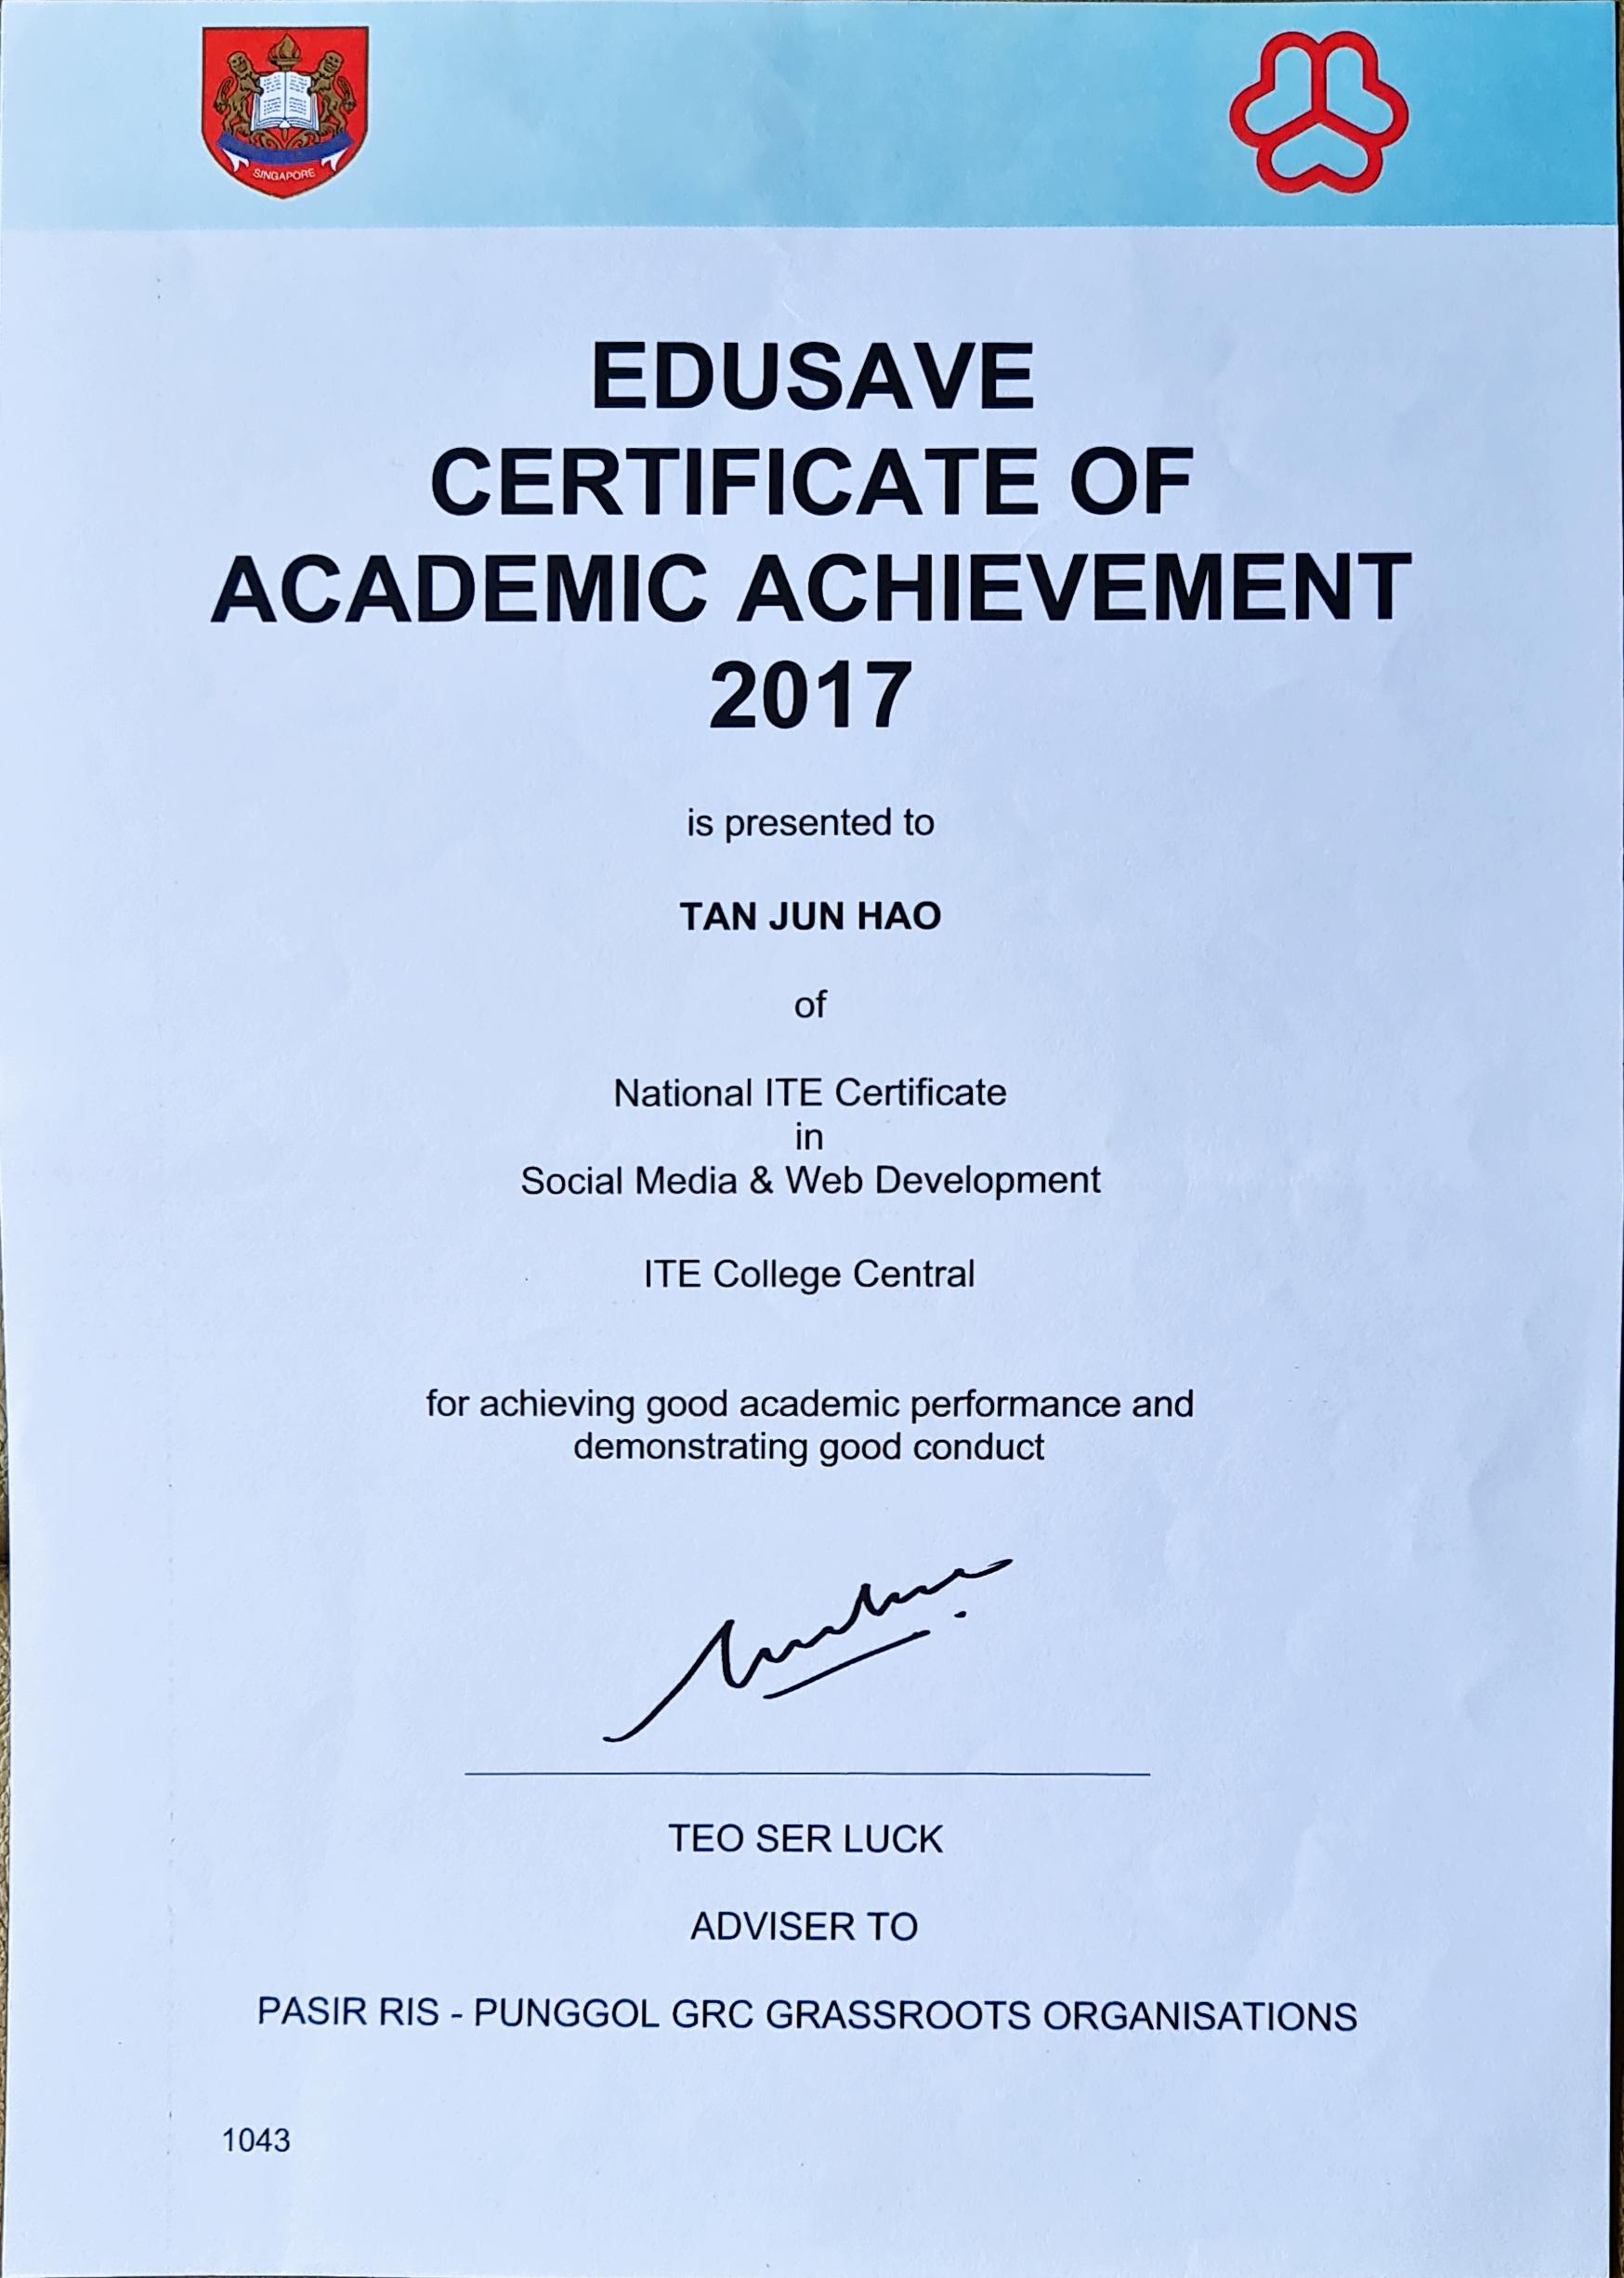 SINGAPORE
EDUSAVE
CERTIFICATE OF
ACADEMIC ACHIEVEMENT
2017
is presented to
TAN JUN HAO
of
National ITE Certificate
in
Social Media & Web Development
ITE College Central
for achieving good academic performance and
demonstrating good conduct
TEO SER LUCK
ADVISER TO
PASIR RIS - PUNGGOL GRC GRASSROOTS ORGANISATIONS
1043